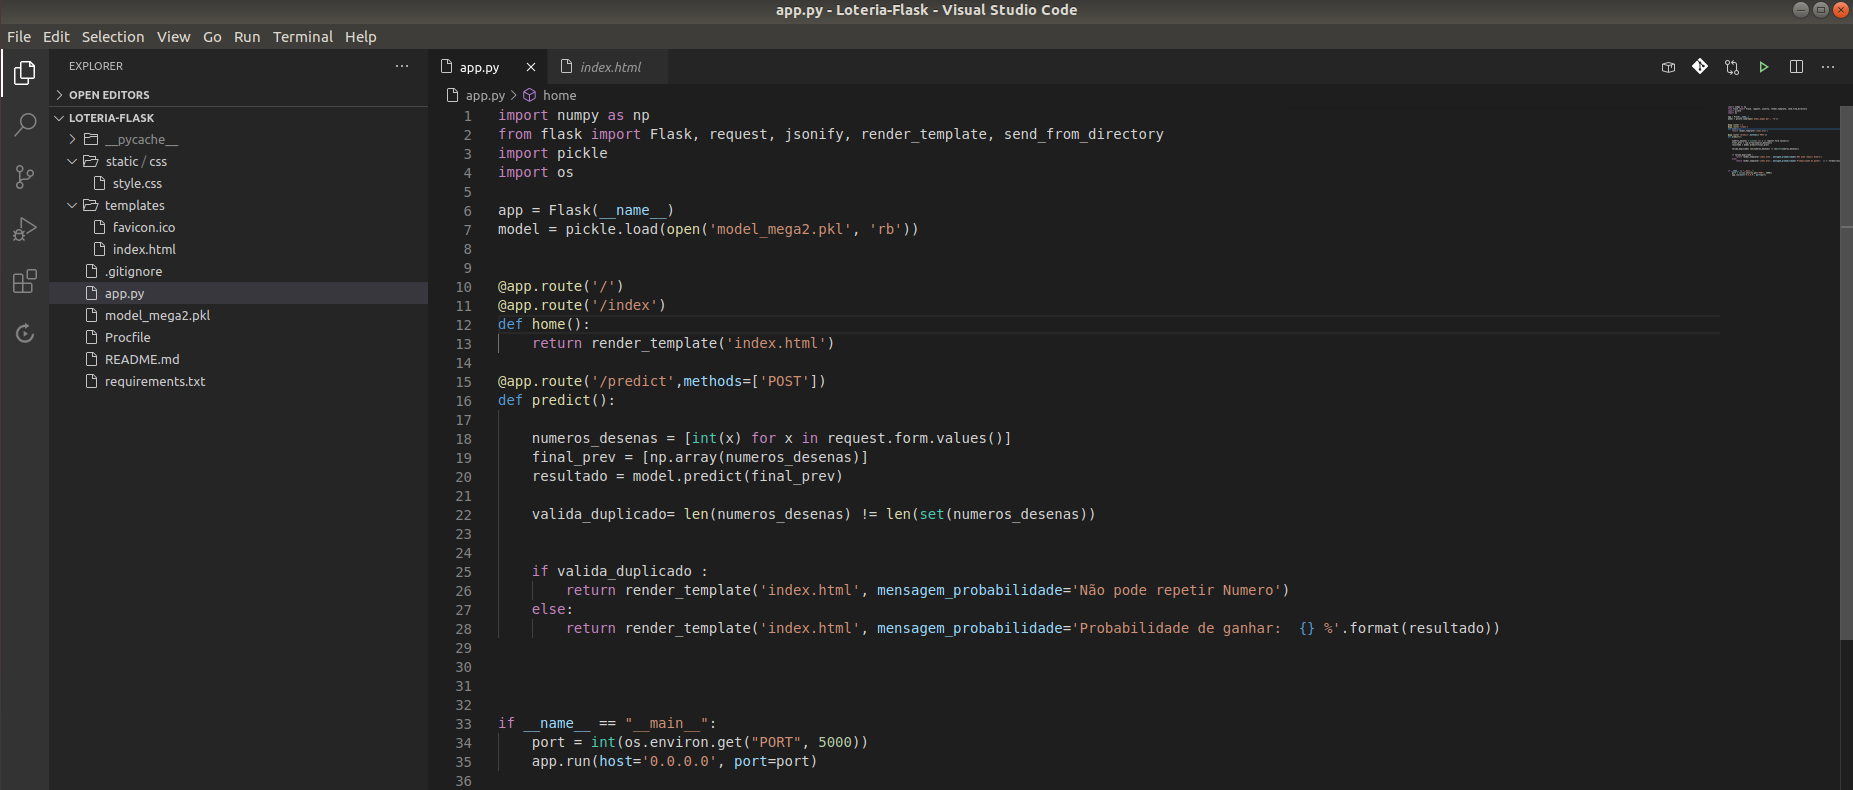 app.py - Loteria-Flask - Visual Studio Code
File Edit Selection View Go Run Terminal Help
EXPLORER
OPEN EDITORS
LOTERIA-FLASK
__pycache__
static / css
style.css
templates
favicon.ico
index.html
.gitignore
app.py
model_mega2.pkl
Procfile
README.md
requirements.txt
app.py index.html
app.py > home
1 import numpy as np
2 from flask import Flask, request, jsonify, render_template, send_from_directory
3 import pickle
4 import os
5
6 app = Flask(__name__)
7 model = pickle.load(open('model_mega2.pkl', 'rb'))
8
9
10 @app.route('/')
11 @app.route('/index')
12 def home():
13     return render_template('index.html')
14
15 @app.route('/predict',methods=['POST'])
16 def predict():
17
18     numeros_desenas = [int(x) for x in request.form.values()]
19     final_prev = [np.array(numeros_desenas)]
20     resultado = model.predict(final_prev)
21
22     valida_duplicado= len(numeros_desenas) != len(set(numeros_desenas))
23
24
25     if valida_duplicado :
26         return render_template('index.html', mensagem_probabilidade='Não pode repetir Numero')
27     else:
28         return render_template('index.html', mensagem_probabilidade='Probabilidade de ganhar:  {} %'.format(resultado))
29
30
31
32
33 if __name__ == "__main__":
34     port = int(os.environ.get("PORT", 5000))
35     app.run(host='0.0.0.0', port=port)
36